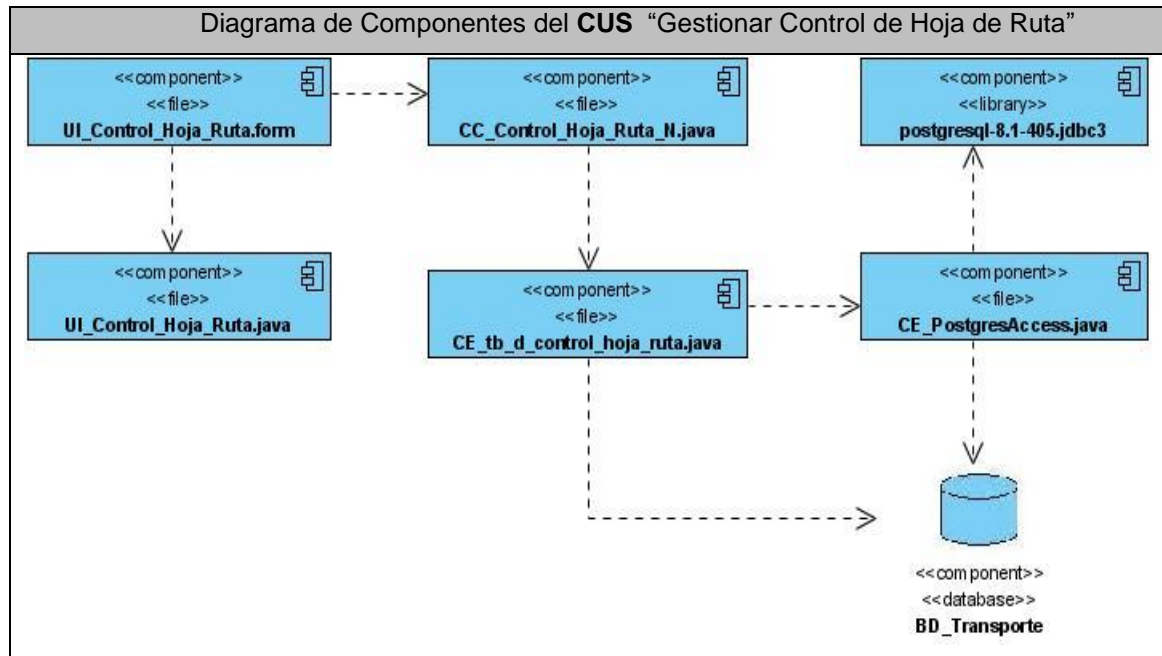 Diagrama de Componentes del CUS “Gestionar Control de Hoja de Ruta”
<<component>>
<<file>>
UI_Control_Hoja_Ruta.form
<<component>>
<<file>>
CC_Control_Hoja_Ruta_N.java
<<component>>
<<library>>
postgresql-8.1-405.jdbc3
<<component>>
<<file>>
UI_Control_Hoja_Ruta.java
<<component>>
<<file>>
CE_tb_d_control_hoja_ruta.java
<<component>>
<<file>>
CE_PostgresAccess.java
<<component>>
<<database>>
BD_Transporte